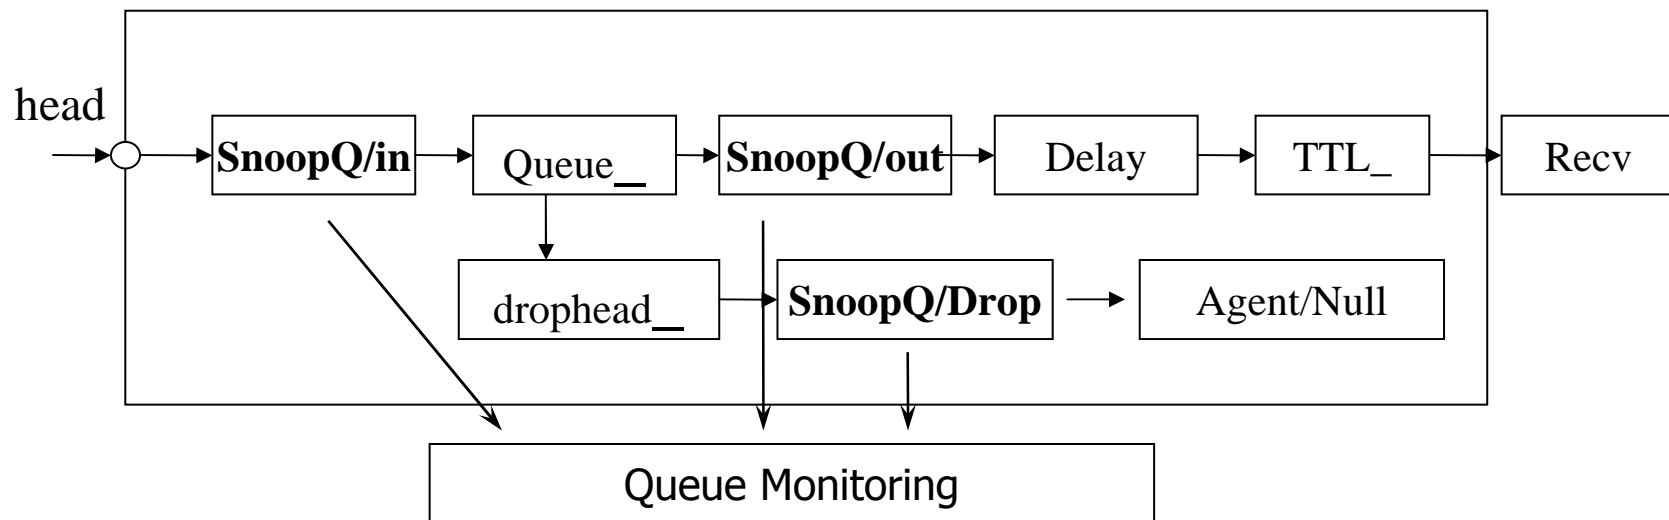 head
SnoopQ/in
Queue_
SnoopQ/out
Delay
TTL_
Recv
drophead_
SnoopQ/Drop
Agent/Null
Queue Monitoring